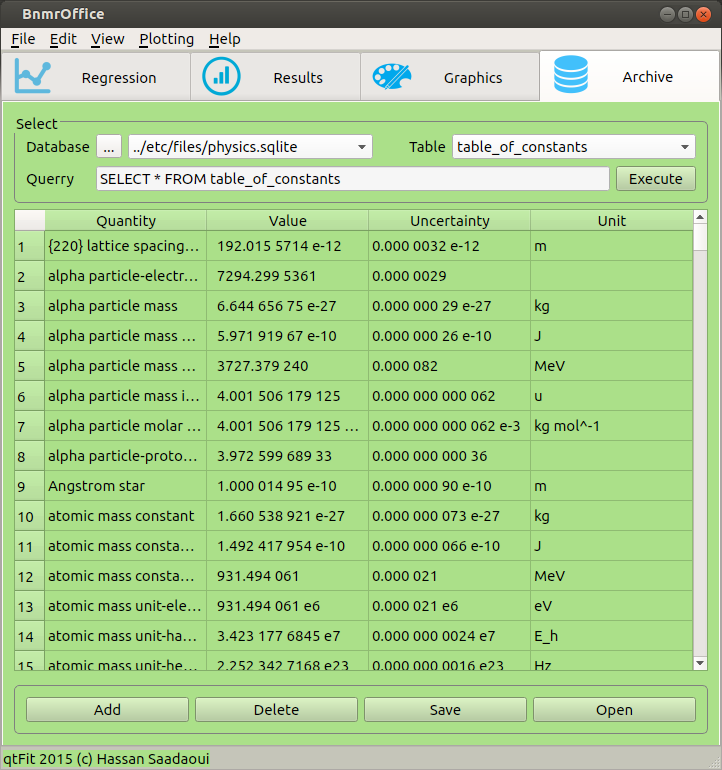 BnmrOffice
File Edit View Plotting Help
Regression Results Graphics Archive
Select
Database ... ../etc/files/physics.sqlite Table table_of_constants
Querry SELECT * FROM table_of_constants Execute
Quantity Value Uncertainty Unit
1 {220} lattice spacing... 192.015 5714 e-12 0.000 0032 e-12 m
2 alpha particle-electr... 7294.299 5361 0.000 0029
3 alpha particle mass 6.644 656 75 e-27 0.000 000 29 e-27 kg
4 alpha particle mass ... 5.971 919 67 e-10 0.000 000 26 e-10 J
5 alpha particle mass ... 3727.379 240 0.000 082 MeV
6 alpha particle mass i... 4.001 506 179 125 0.000 000 000 062 u
7 alpha particle molar ... 4.001 506 179 125 ... 0.000 000 000 062 e-3 kg mol^-1
8 alpha particle-proto... 3.972 599 689 33 0.000 000 000 36
9 Angstrom star 1.000 014 95 e-10 0.000 000 90 e-10 m
10 atomic mass constant 1.660 538 921 e-27 0.000 000 073 e-27 kg
11 atomic mass consta... 1.492 417 954 e-10 0.000 000 066 e-10 J
12 atomic mass consta... 931.494 061 0.000 021 MeV
13 atomic mass unit-ele... 931.494 061 e6 0.000 021 e6 eV
14 atomic mass unit-ha... 3.423 177 6845 e7 0.000 000 0024 e7 E_h
15 atomic mass unit-he... 2.252 342 7168 e23 0.000 000 0016 e23 Hz
Add Delete Save Open
qtFit 2015 (c) Hassan Saadaoui